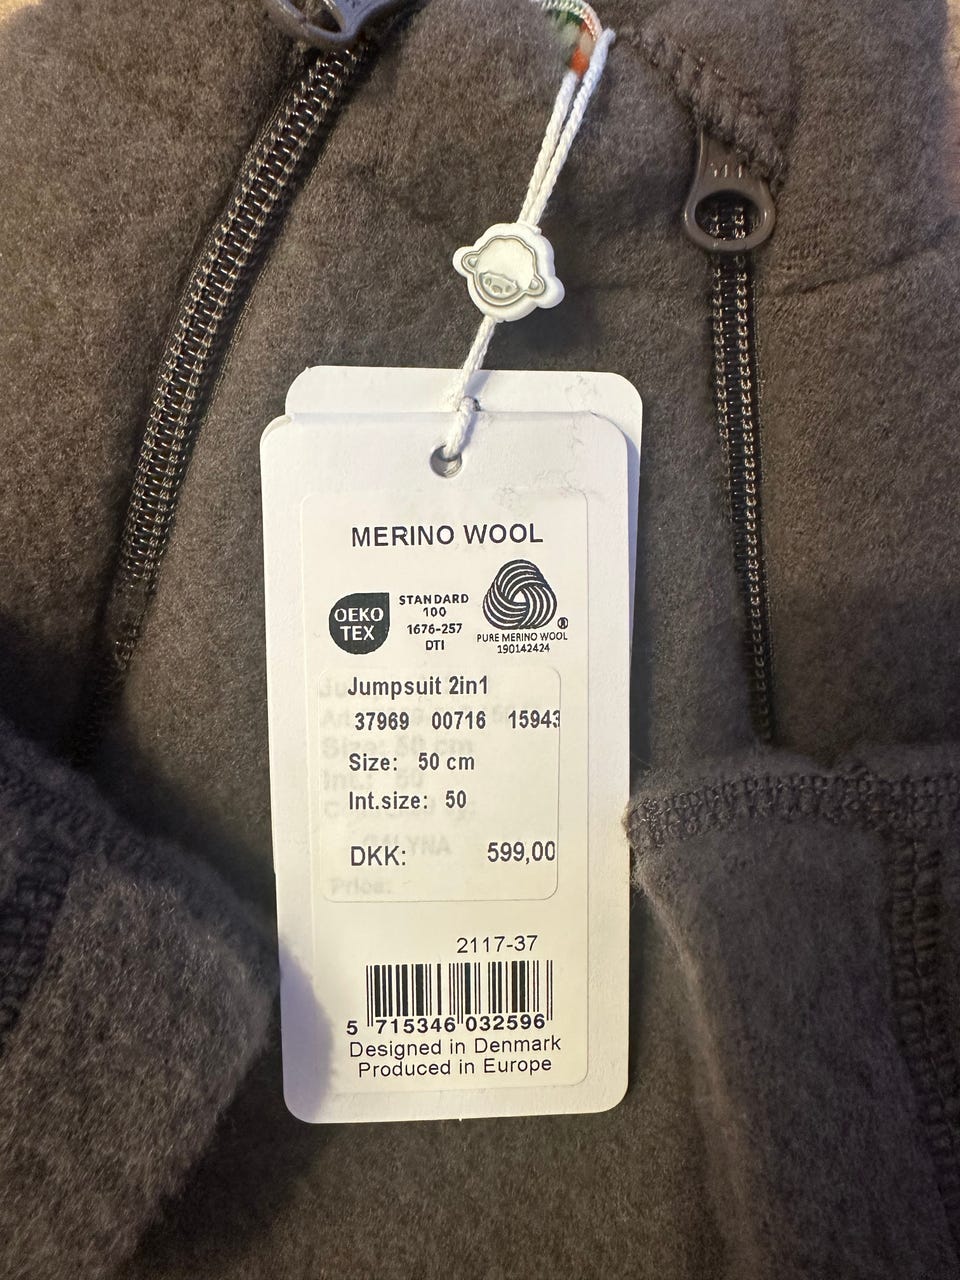 MERINO WOOL
OEKO
TEX
STANDARD
100
1676-257
DTI
®
PURE MERINO WOOL
190142424
Jumpsuit 2in1
37969 00716 15943
Size: 50 cm
Int.size: 50
DKK: 599,00
Price:
2117-37
5 715346 032596
Designed in Denmark
Produced in Europe